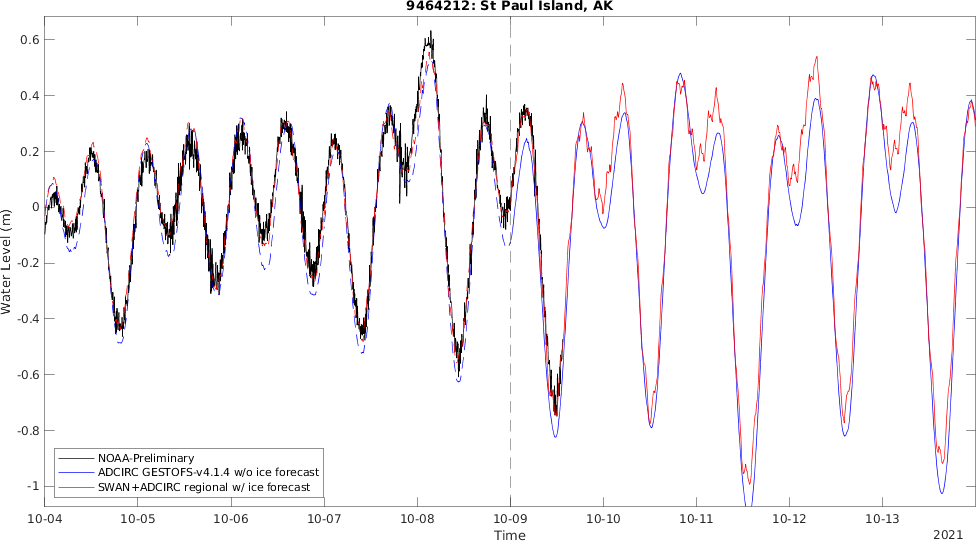 9464212: St Paul Island, AK
Water Level (m)
0.6
0.4
0.2
0
-0.2
-0.4
-0.6
-0.8
-1
NOAA-Preliminary
ADCIRC GESTOFS-v4.1.4 w/o ice forecast
SWAN+ADCIRC regional w/ ice forecast
10-04 10-05 10-06 10-07 10-08 10-09 10-10 10-11 10-12 10-13
Time
2021